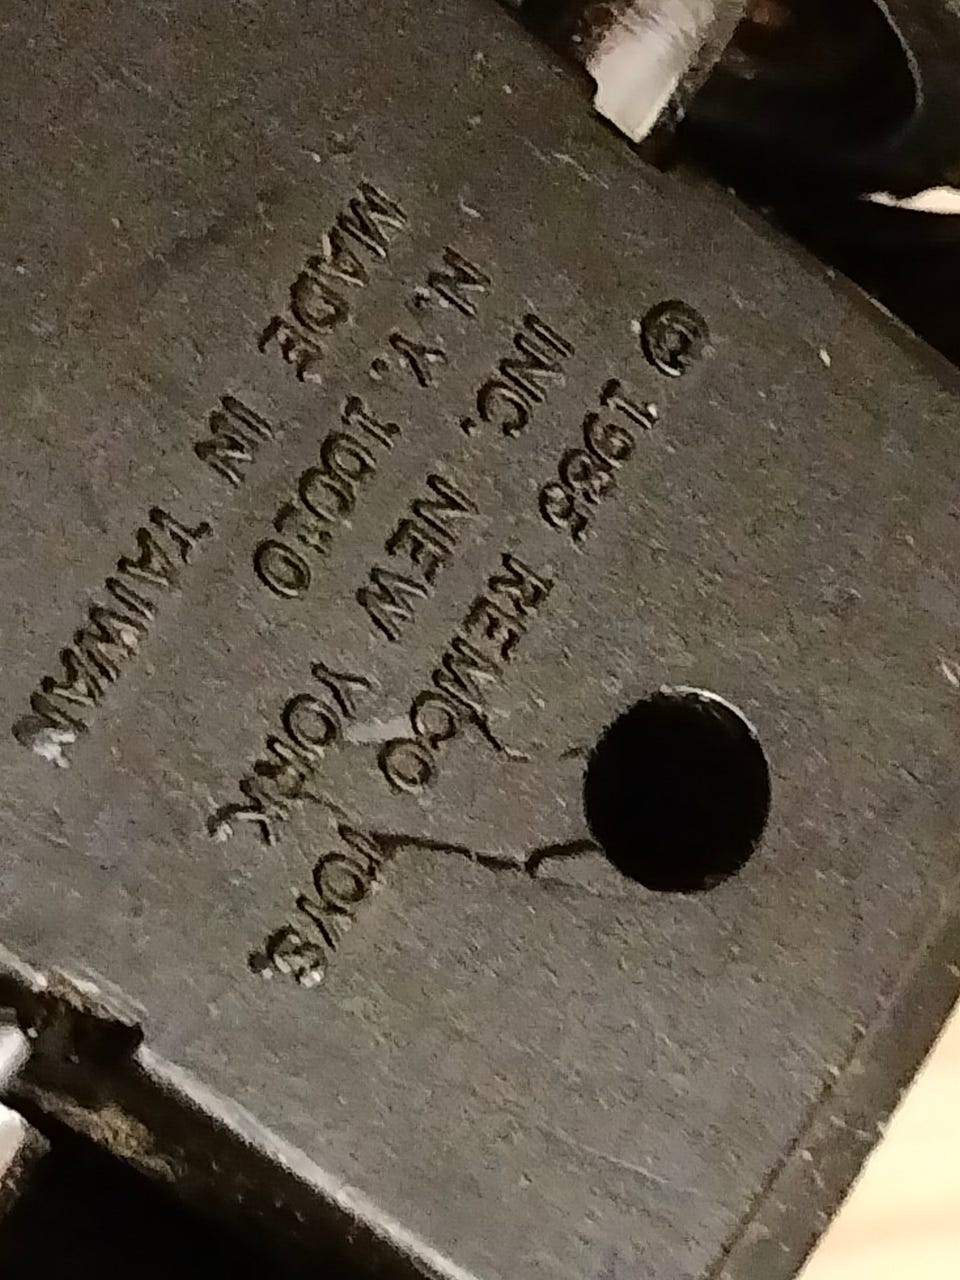 © 1985 REMCO TOYS,
INC. NEW YORK,
N.Y. 10010
MADE IN TAIWAN